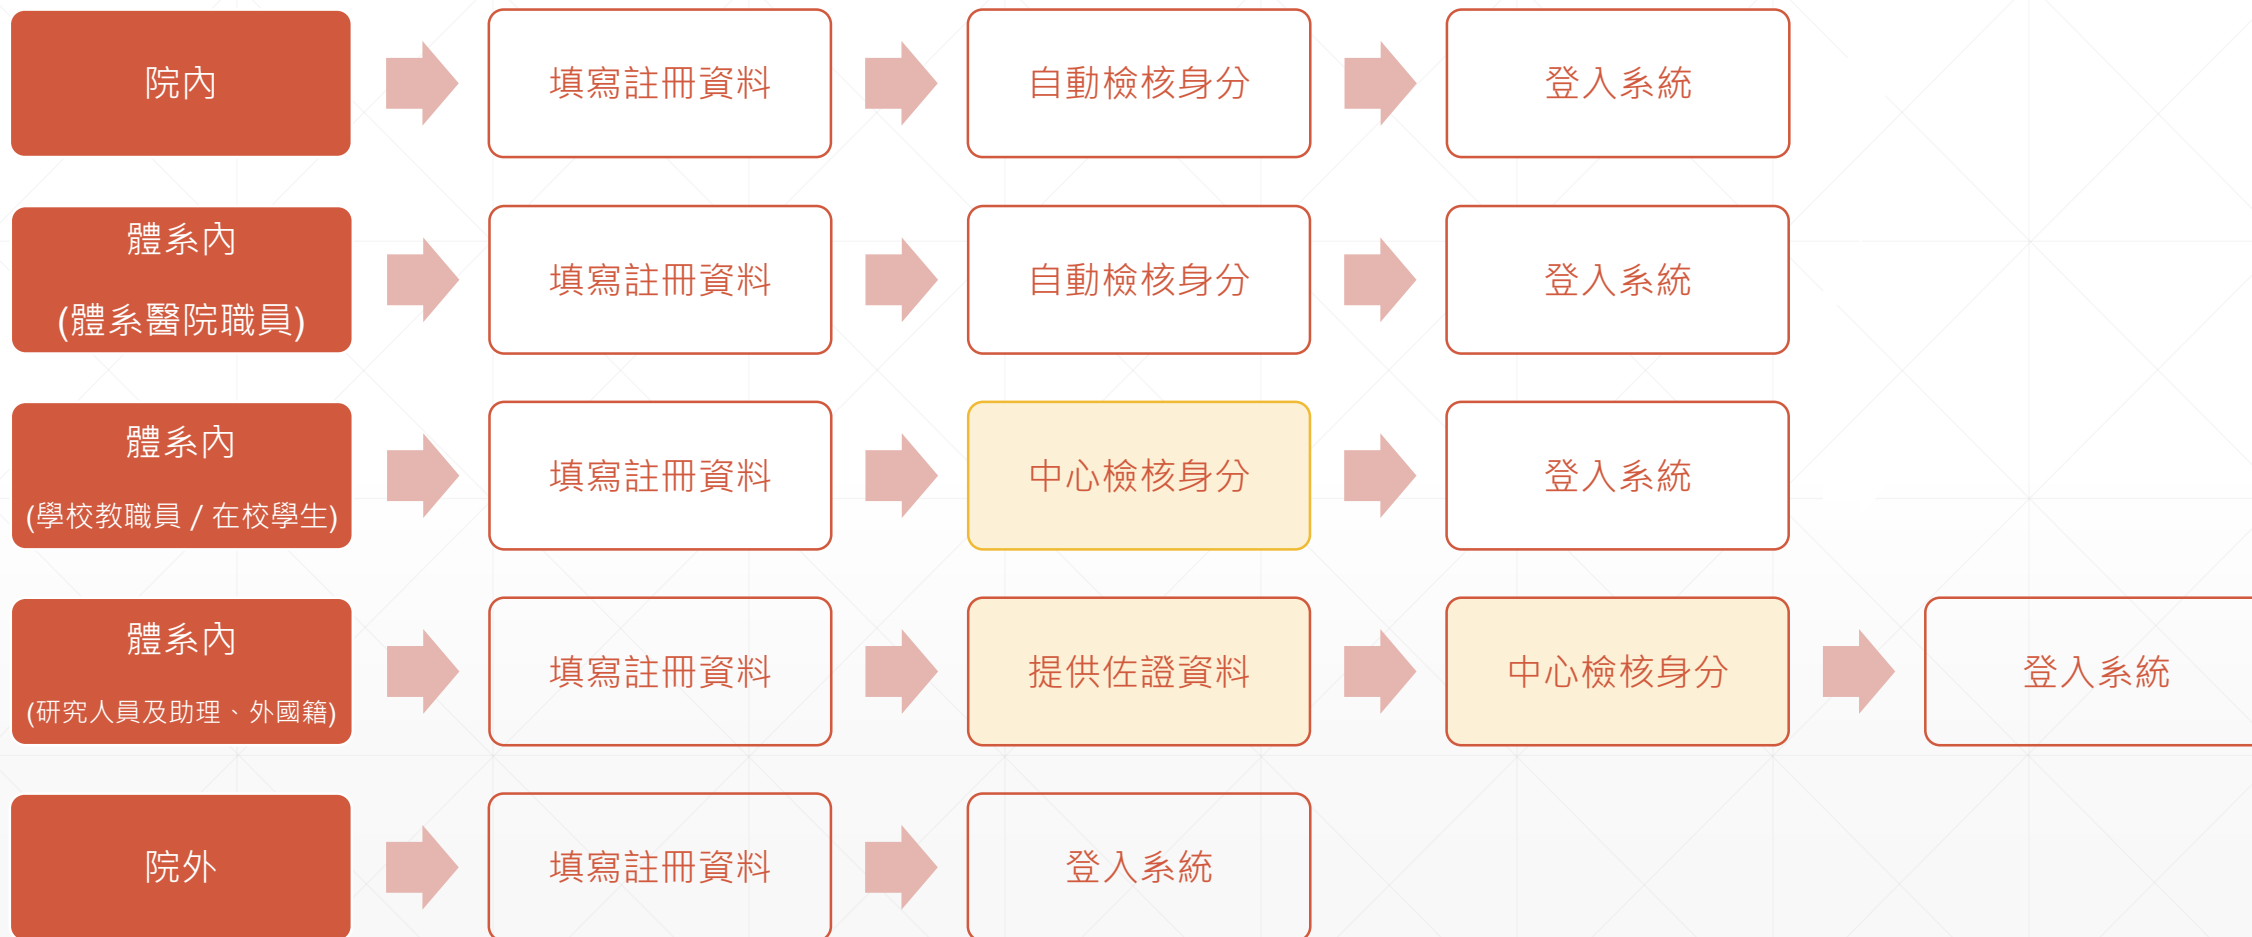 院內
填寫註冊資料
自動檢核身分
登入系統
體系內
(體系醫院職員)
填寫註冊資料
自動檢核身分
登入系統
體系內
(學校教職員 / 在校學生)
填寫註冊資料
中心檢核身分
登入系統
體系內
(研究人員及助理、外國籍)
填寫註冊資料
提供佐證資料
中心檢核身分
登入系統
院外
填寫註冊資料
登入系統